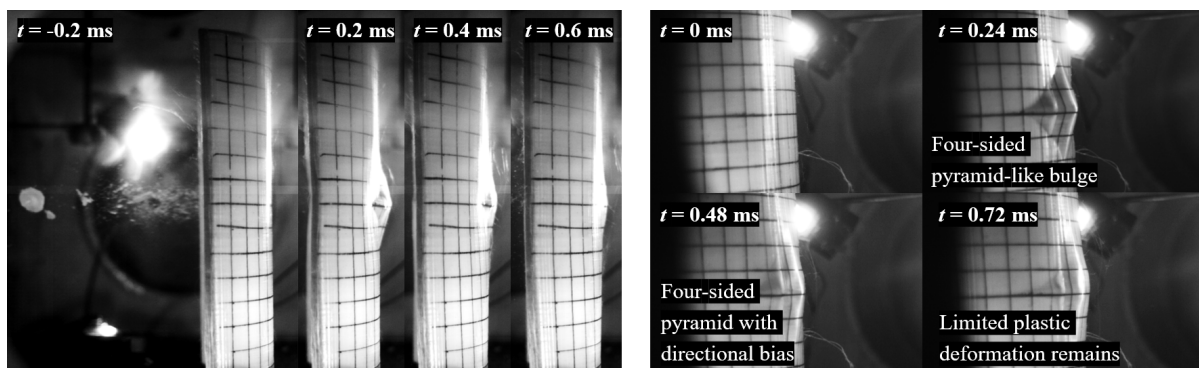 t = -0.2 ms
t = 0.2 ms
t = 0.4 ms
t = 0.6 ms
t = 0 ms
t = 0.24 ms
Four-sided
pyramid-like bulge
t = 0.48 ms
Four-sided
pyramid with
directional bias
t = 0.72 ms
Limited plastic
deformation remains